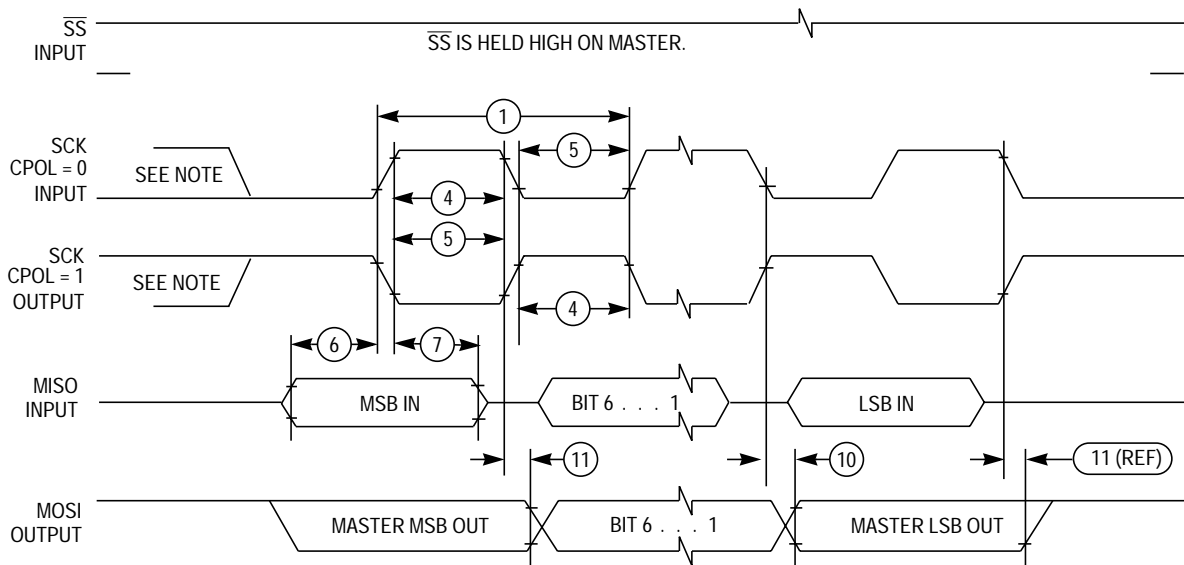 SS
INPUT
SS IS HELD HIGH ON MASTER.
1
SCK
CPOL = 0
INPUT
SEE NOTE
5
4
5
SCK
CPOL = 1
OUTPUT
SEE NOTE
4
6
7
MISO
INPUT
MSB IN
BIT 6 . . . 1
LSB IN
11
10
11 (REF)
MOSI
OUTPUT
MASTER MSB OUT
BIT 6 . . . 1
MASTER LSB OUT